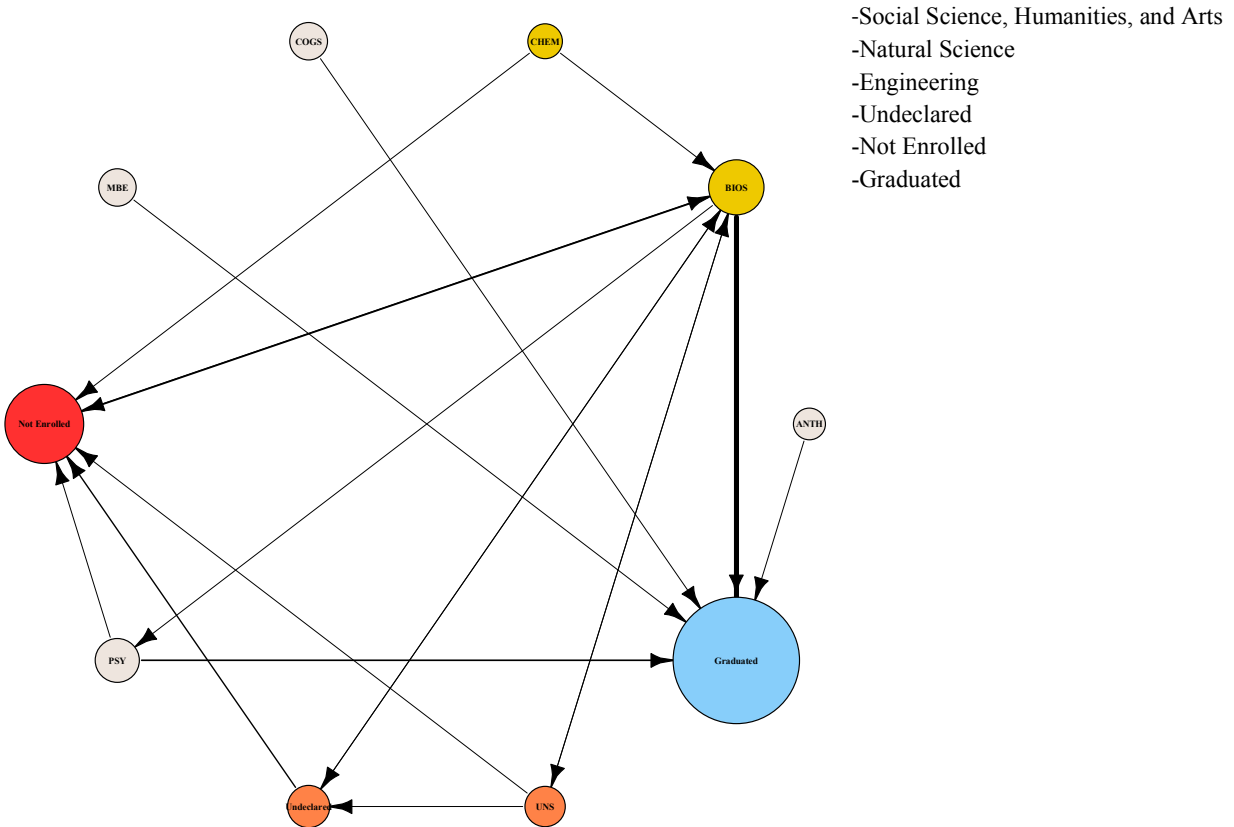 -Social Science, Humanities, and Arts
-Natural Science
-Engineering
-Undeclared
-Not Enrolled
-Graduated
COGS
CHEM
MBE
BIOS
Not Enrolled
ANTH
PSY
Graduated
Undeclared
UNS